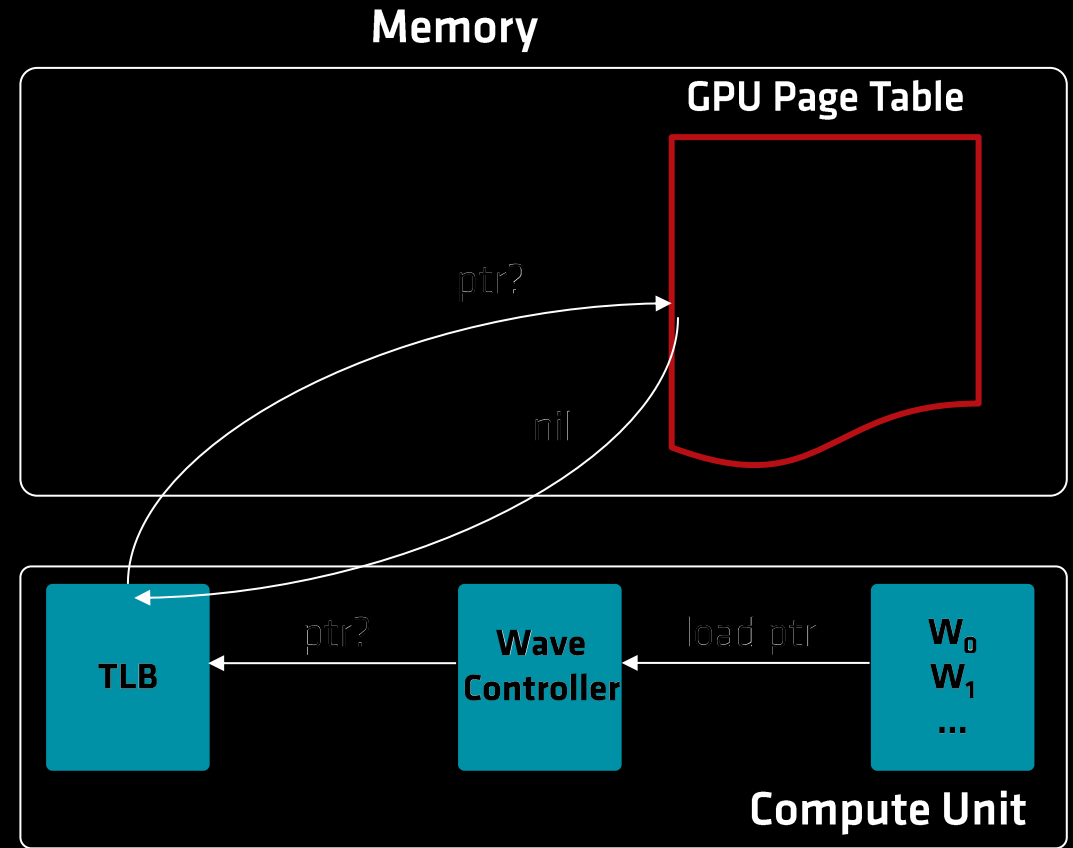 Memory
GPU Page Table
ptr?
nil
ptr?
load ptr
TLB
Wave
Controller
W₀
W₁
...
Compute Unit